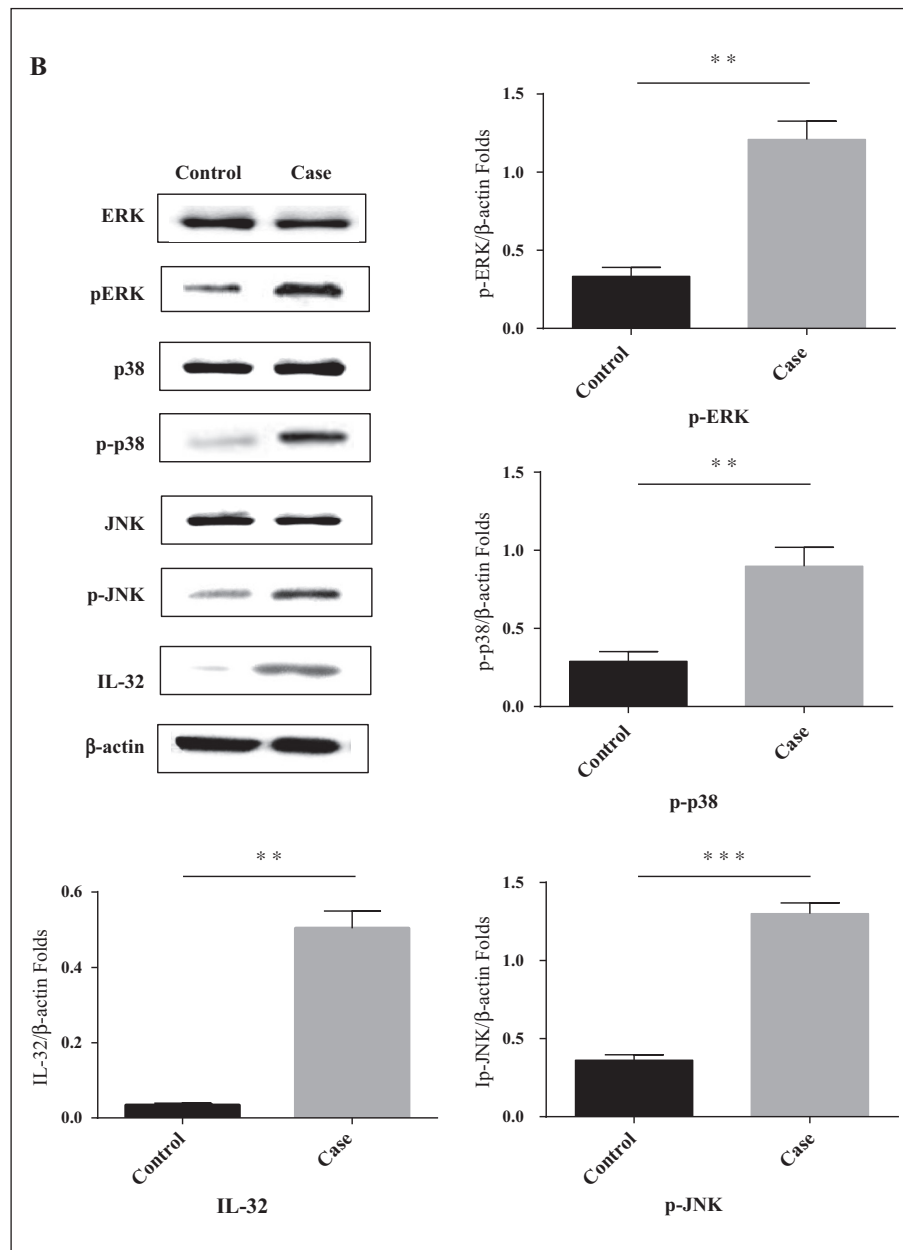 B
Control Case
ERK
pERK
p38
p-p38
JNK
p-JNK
IL-32
β-actin
**
p-ERK/β-actin Folds
1.5
1.0
0.5
0.0
Control
Case
p-ERK
**
p-p38/β-actin Folds
1.5
1.0
0.5
0.0
Control
Case
p-p38
**
IL-32/β-actin Folds
0.6
0.4
0.2
0.0
Control
Case
IL-32
***
Ip-JNK/β-actin Folds
1.5
1.0
0.5
0.0
Control
Case
p-JNK